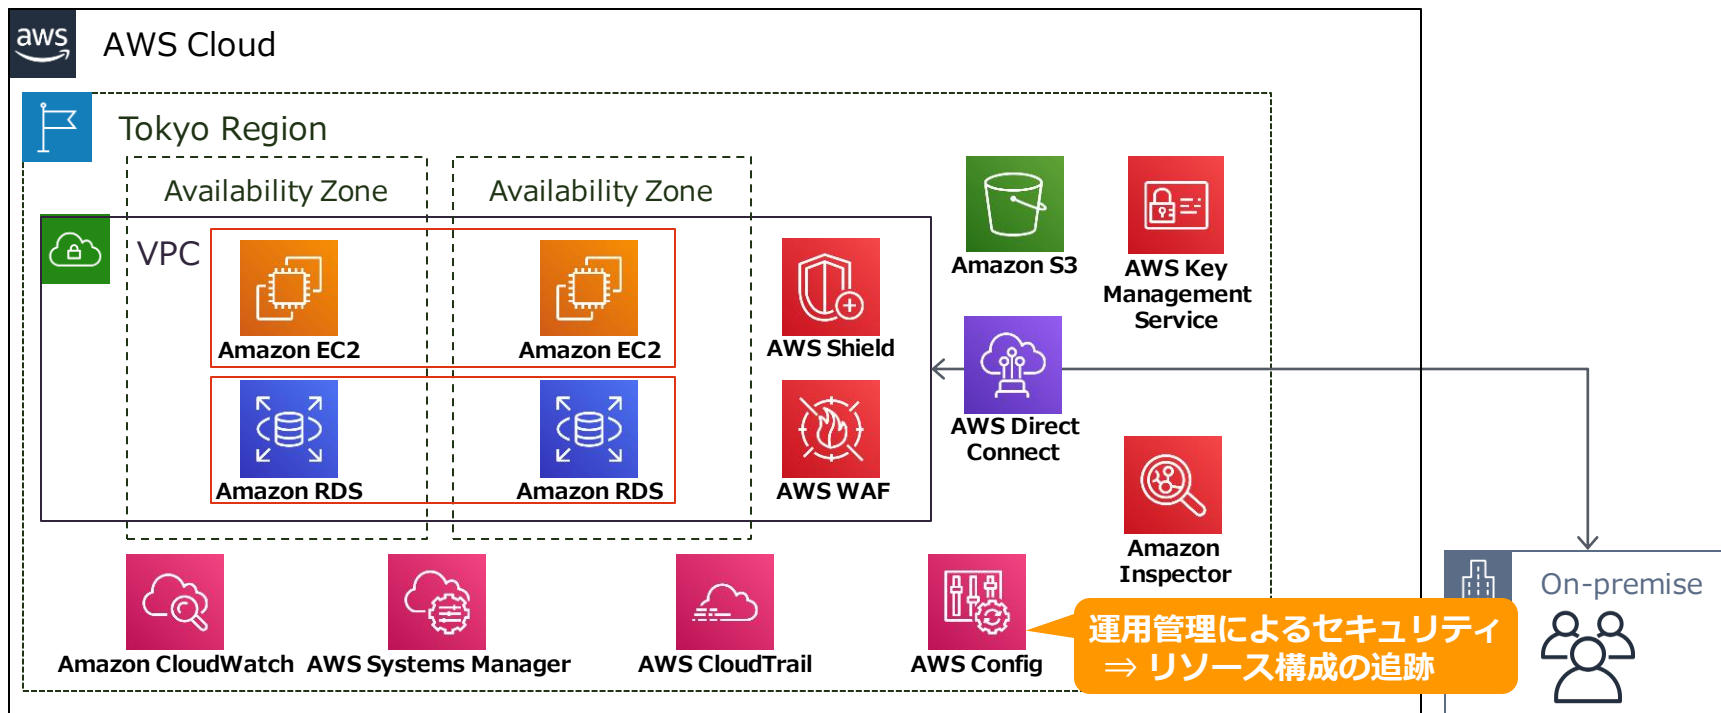 aws
AWS Cloud
Tokyo Region
Availability Zone
Availability Zone
VPC
Amazon EC2
Amazon EC2
AWS Shield
Amazon S3
AWS Key
Management
Service
Amazon RDS
Amazon RDS
AWS WAF
AWS Direct
Connect
Amazon
Inspector
On-premise
Amazon CloudWatch
AWS Systems Manager
AWS CloudTrail
AWS Config
運用管理によるセキュリティ
⇒ リソース構成の追跡